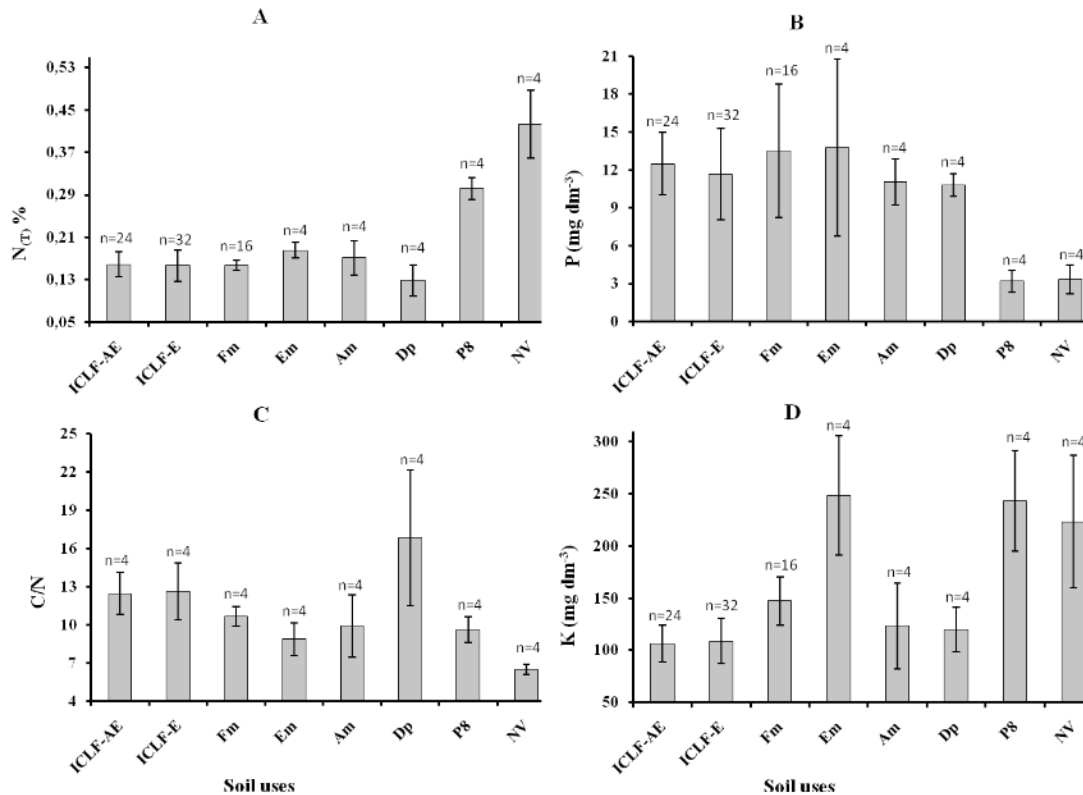 A
N(T) %
0,53
0,45
0,37
0,29
0,21
0,13
0,05
n=24
n=32
n=16
n=4
n=4
n=4
n=4
n=4
ICLF-AE
ICLF-E
Fm
Em
Am
Dp
P8
NV
B
P (mg dm-3)
21
18
15
12
9
6
3
0
n=24
n=32
n=16
n=4
n=4
n=4
n=4
n=4
ICLF-AE
ICLF-E
Fm
Em
Am
Dp
P8
NV
C
C/N
25
22
19
16
13
10
7
4
n=4
n=4
n=4
n=4
n=4
n=4
n=4
n=4
ICLF-AE
ICLF-E
Fm
Em
Am
Dp
P8
NV
Soil uses
D
K (mg dm-3)
300
250
200
150
100
50
n=24
n=32
n=16
n=4
n=4
n=4
n=4
n=4
ICLF-AE
ICLF-E
Fm
Em
Am
Dp
P8
NV
Soil uses